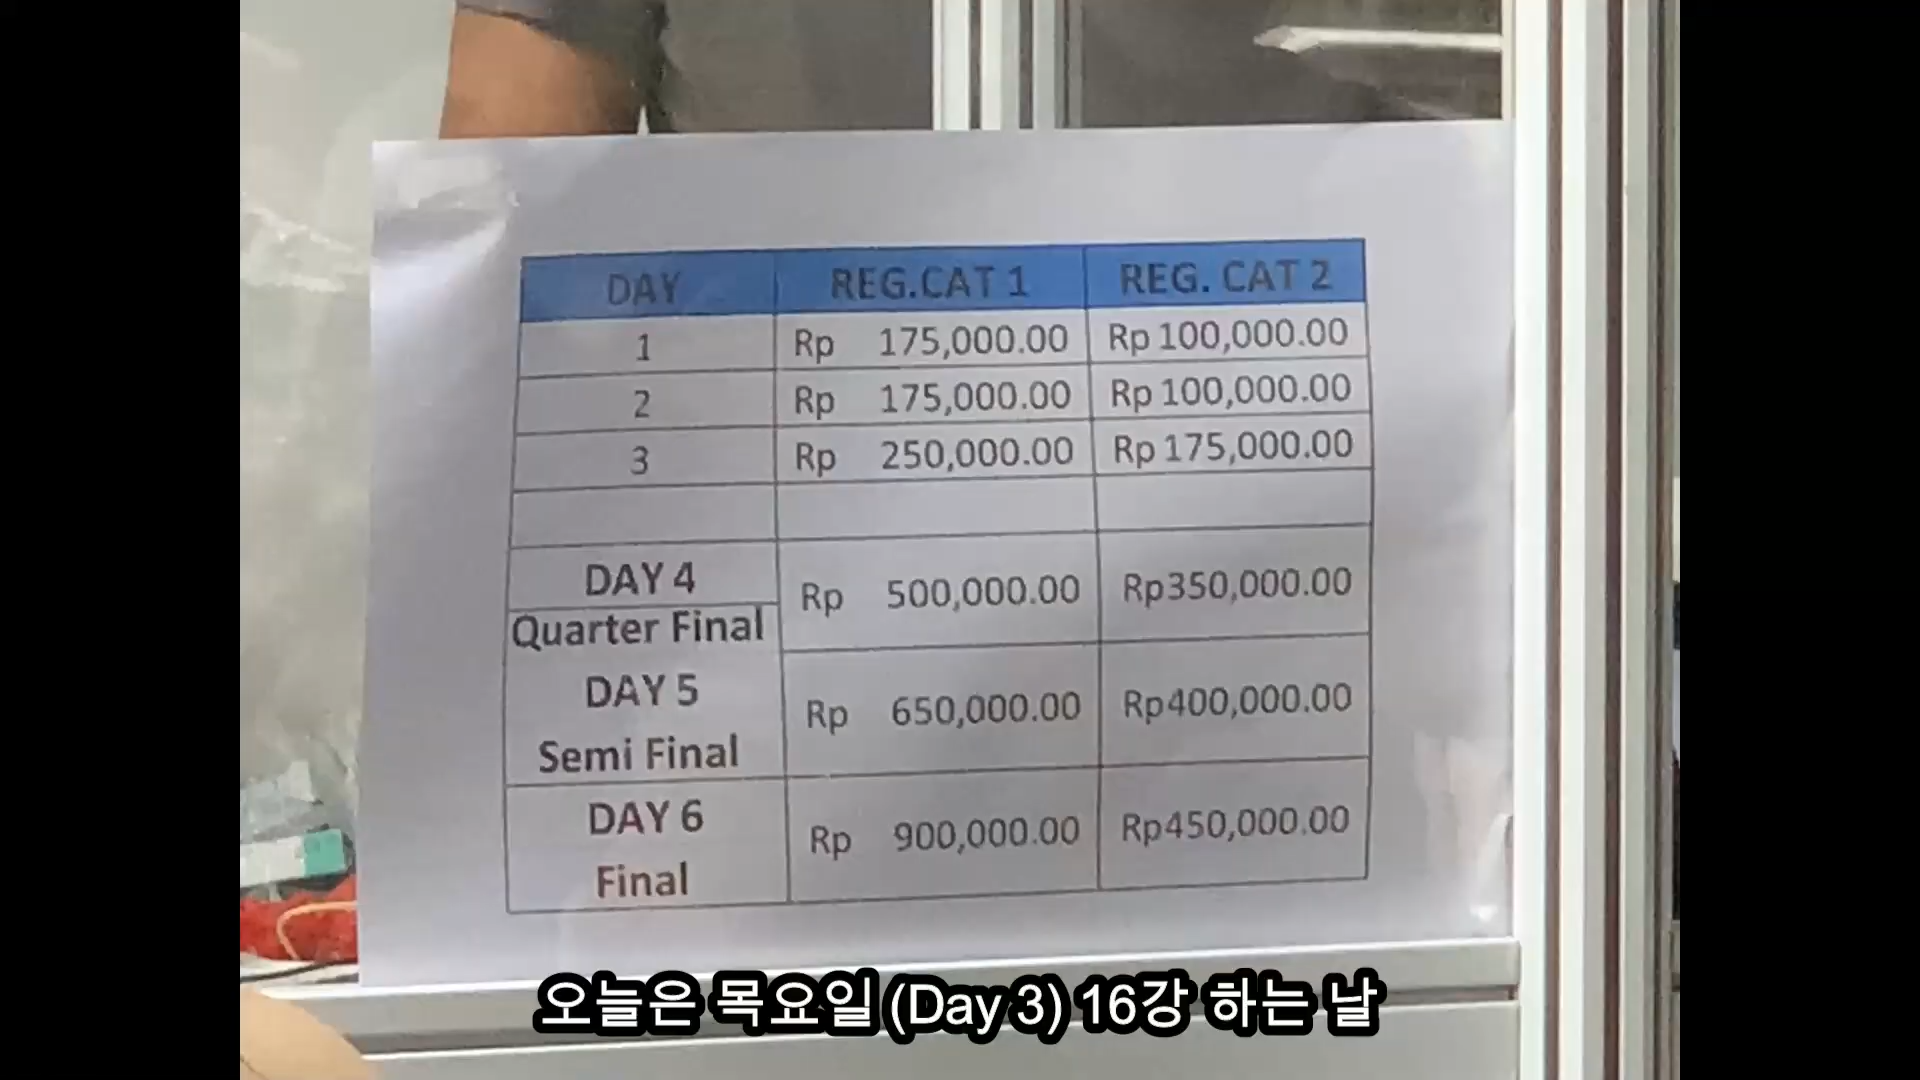 DAY REG.CAT 1 REG. CAT 2
1 Rp 175,000.00 Rp 100,000.00
2 Rp 175,000.00 Rp 100,000.00
3 Rp 250,000.00 Rp 175,000.00
DAY 4
Quarter Final Rp 500,000.00 Rp350,000.00
DAY 5
Semi Final Rp 650,000.00 Rp400,000.00
DAY 6
Final Rp 900,000.00 Rp450,000.00
오늘은 목요일 (Day 3) 16강 하는 날